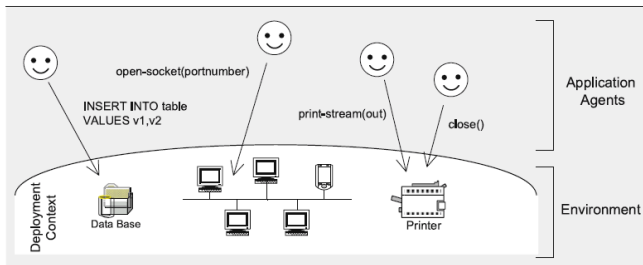 open-socket(portnumber)
INSERT INTO table
VALUES v1,v2
print-stream(out)
close()
Application
Agents
Deployment
Context
Data Base
Printer
Environment